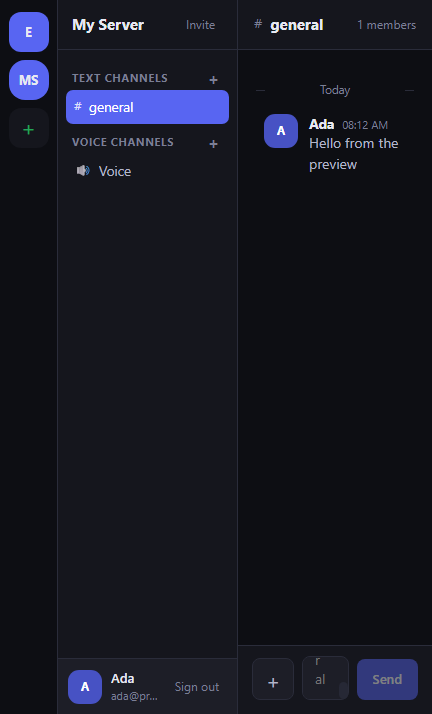 E
MS
+
My Server
Invite
TEXT CHANNELS
+
# general
VOICE CHANNELS
+
Voice
A
Ada
ada@pr...
Sign out
# general
1 members
Today
A
Ada 08:12 AM
Hello from the
preview
+
r
al
Send